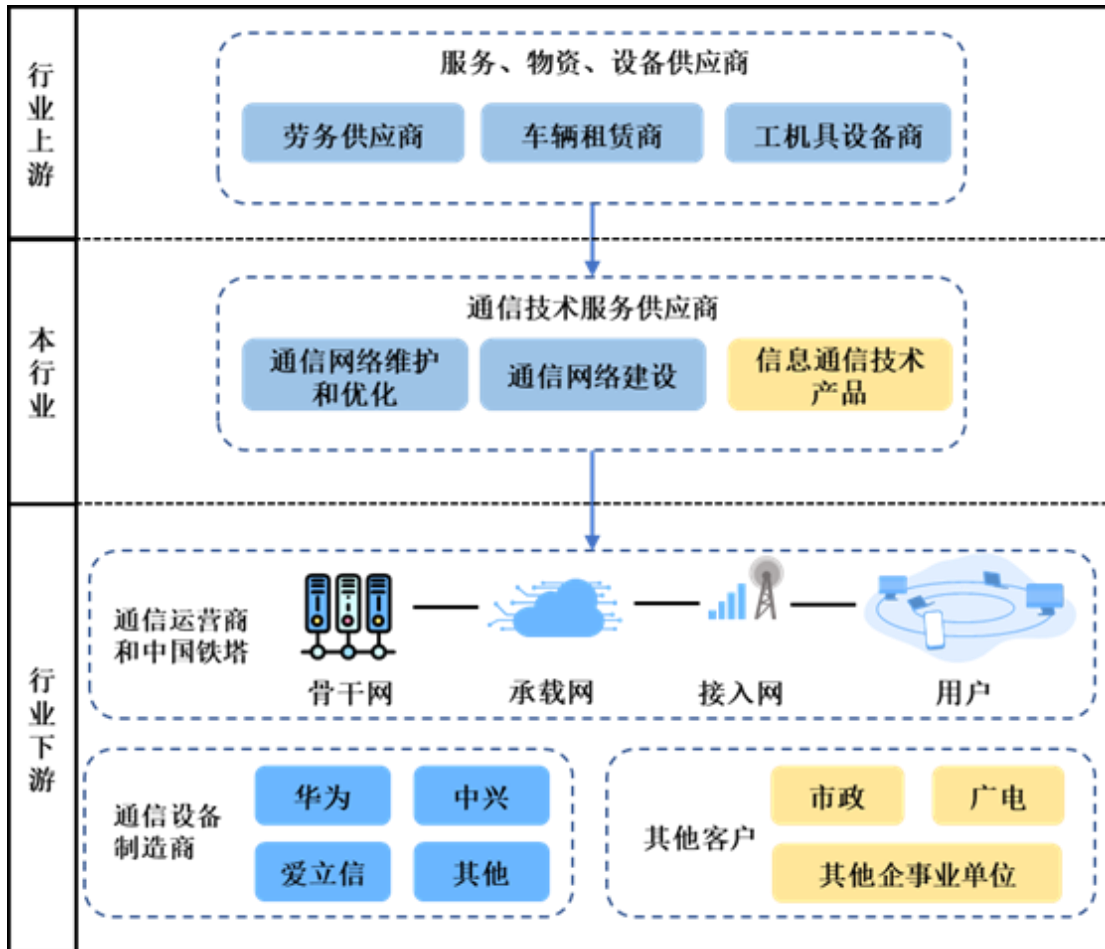 行业上游
服务、物资、设备供应商
劳务供应商
车辆租赁商
工机具设备商
本行业
通信技术服务供应商
通信网络维护
和优化
通信网络建设
信息通信技术
产品
行业下游
通信运营商
和中国铁塔
骨干网
承载网
接入网
用户
通信设备
制造商
华为
中兴
爱立信
其他
其他客户
市政
广电
其他企事业单位